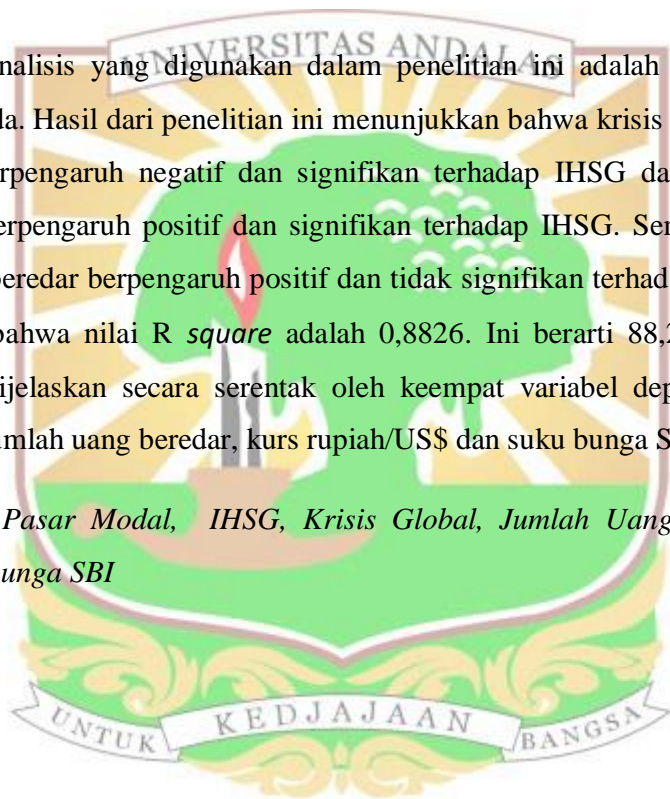 UNIVERSITAS ANDALAS
nalisis yang digunakan dalam penelitian ini adalah
da. Hasil dari penelitian ini menunjukkan bahwa krisis
rpengaruh negatif dan signifikan terhadap IHSG da
erpengaruh positif dan signifikan terhadap IHSG. Se
beredar berpengaruh positif dan tidak signifikan terhad
bahwa nilai R square adalah 0,8826. Ini berarti 88,2
ijelaskan secara serentak oleh keempat variabel dep
umlah uang beredar, kurs rupiah/US$ dan suku bunga S
Pasar Modal, IHSG, Krisis Global, Jumlah Uang
unga SBI
UNTUK KEDJAJAAN BANGSA